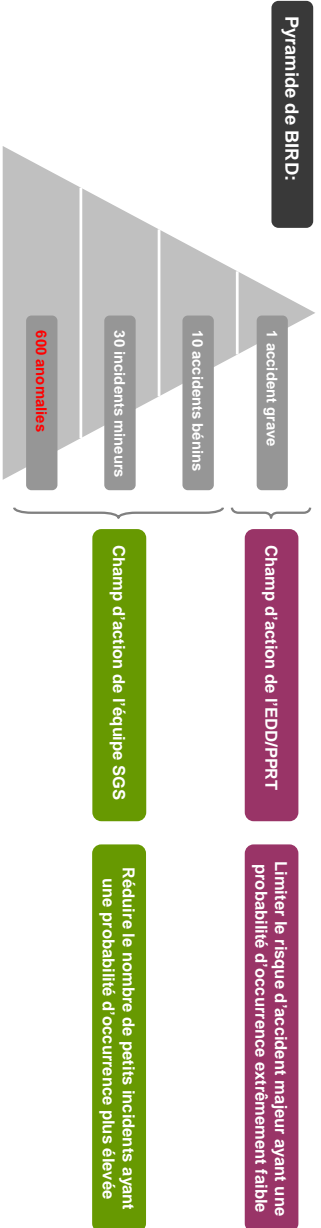 Pyramide de BIRD:
1 accident grave
Champ d'action de l'EDD/PPRT
Limiter le risque d'accident majeur ayant une
probabilité d'occurrence extrêmement faible
10 accidents bénins
30 incidents mineurs
600 anomalies
Champ d'action de l'équipe SGS
Réduire le nombre de petits incidents ayant
une probabilité d'occurrence plus élevée